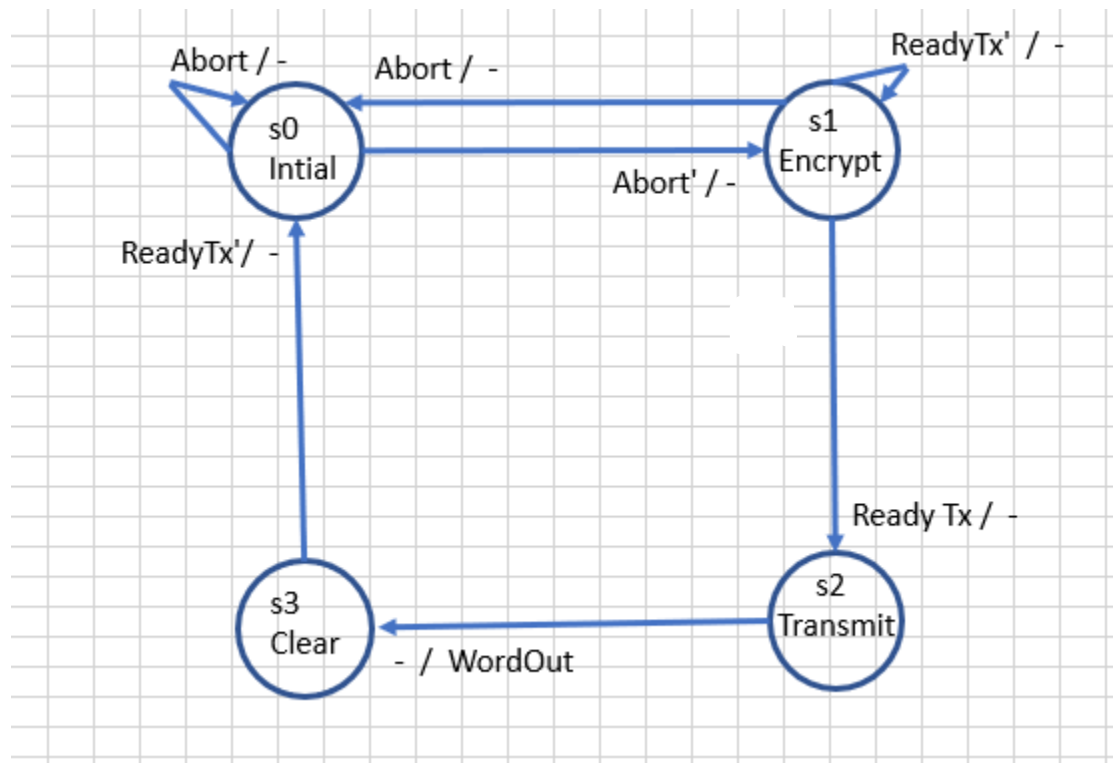 Abort / -
Abort / -
ReadyTx' / -
s0
Intial
s1
Encrypt
Abort' / -
ReadyTx'/ -
Ready Tx / -
s2
Transmit
s3
Clear
- / WordOut